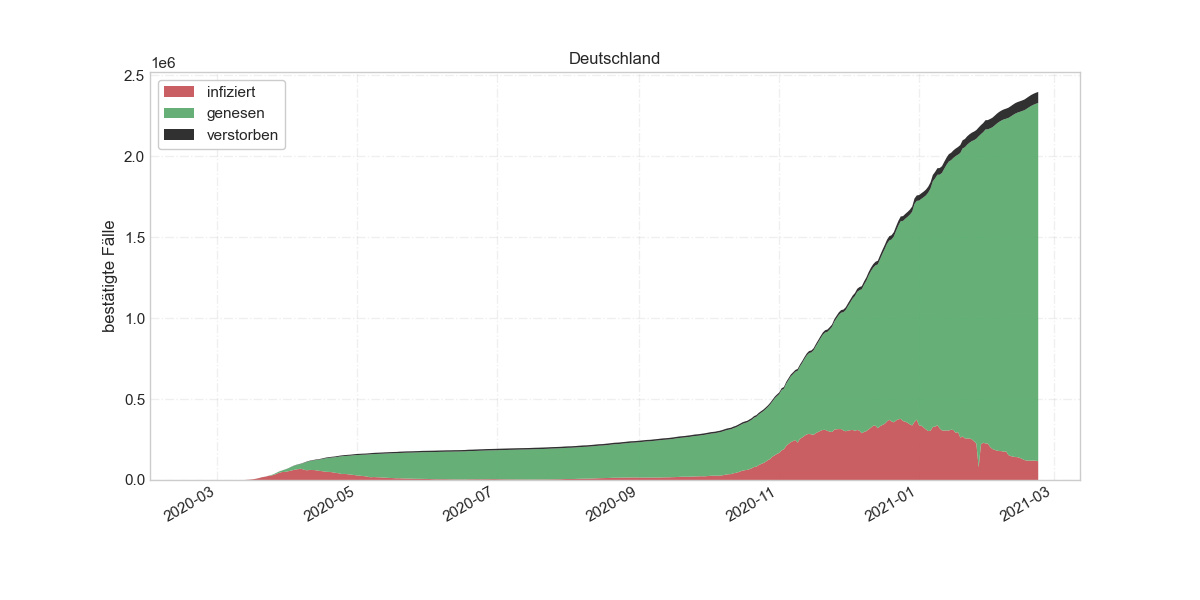 Deutschland
1e6
2.5
2.0
1.5
1.0
0.5
0.0
bestätigte Fälle
infiziert
genesen
verstorben
2020-03
2020-05
2020-07
2020-09
2020-11
2021-01
2021-03